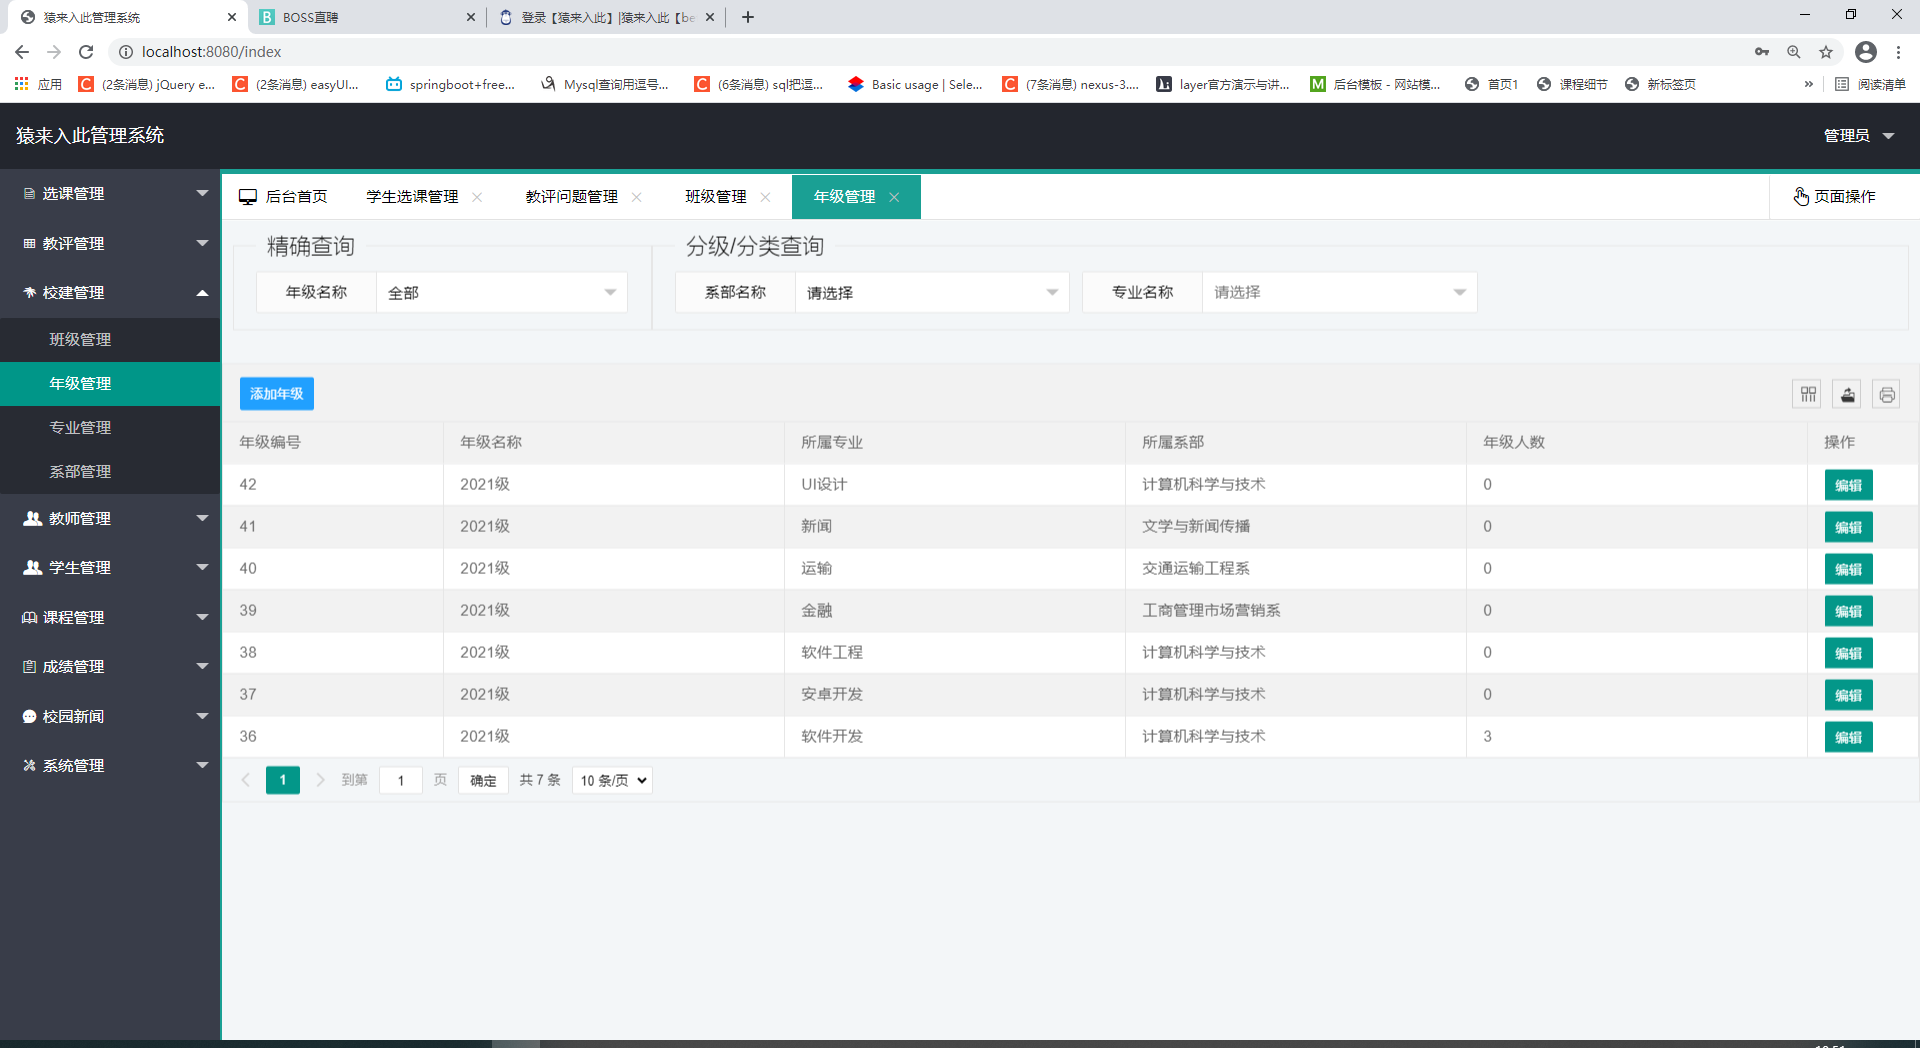 猿来入此管理系统
BOSS直聘
登录【猿来入此】|猿来入此【be
localhost:8080/index
应用
(2条消息) jQuery e...
(2条消息) easyUI...
springboot+free...
Mysql查询用逗号...
(6条消息) sql把逗...
Basic usage | Sele...
(7条消息) nexus-3....
layer官方演示与讲...
后台模板 - 网站模...
首页1
课程细节
新标签页
»
阅读清单
猿来入此管理系统
管理员
选课管理
教评管理
校建管理
班级管理
年级管理
专业管理
系部管理
教师管理
学生管理
课程管理
成绩管理
校园新闻
系统管理
后台首页
学生选课管理
教评问题管理
班级管理
年级管理
页面操作
精确查询
年级名称 全部
分级/分类查询
系部名称 请选择
专业名称 请选择
添加年级
年级编号 年级名称 所属专业 所属系部 年级人数 操作
42 2021级 UI设计 计算机科学与技术 0 编辑
41 2021级 新闻 文学与新闻传播 0 编辑
40 2021级 运输 交通运输工程系 0 编辑
39 2021级 金融 工商管理市场营销系 0 编辑
38 2021级 软件工程 计算机科学与技术 0 编辑
37 2021级 安卓开发 计算机科学与技术 0 编辑
36 2021级 软件开发 计算机科学与技术 3 编辑
1 到第 1 页 确定 共 7 条 10 条/页